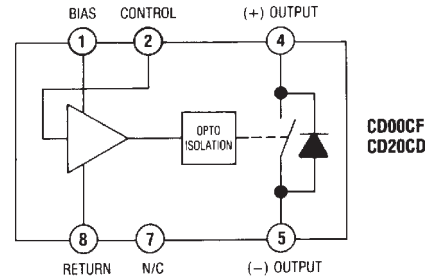 BIAS CONTROL (+) OUTPUT
1 2 4
OPTO
ISOLATION
CD00CF
CD20CD
8 7 5
RETURN N/C (−) OUTPUT